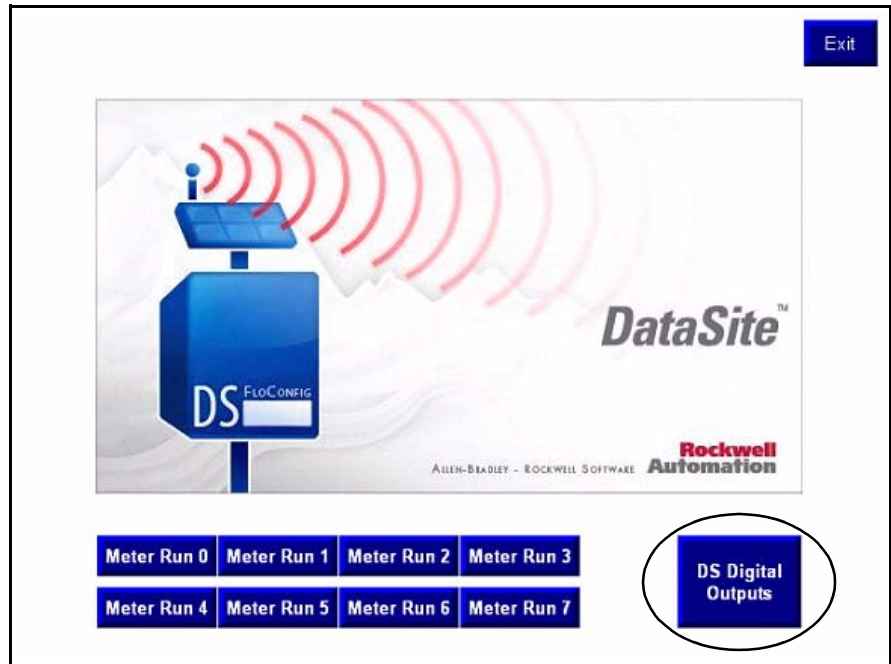 Exit
DataSite™
DS FloConfig
Allen-Bradley - Rockwell Software
Rockwell
Automation
Meter Run 0 Meter Run 1 Meter Run 2 Meter Run 3
DS Digital
Outputs
Meter Run 4 Meter Run 5 Meter Run 6 Meter Run 7